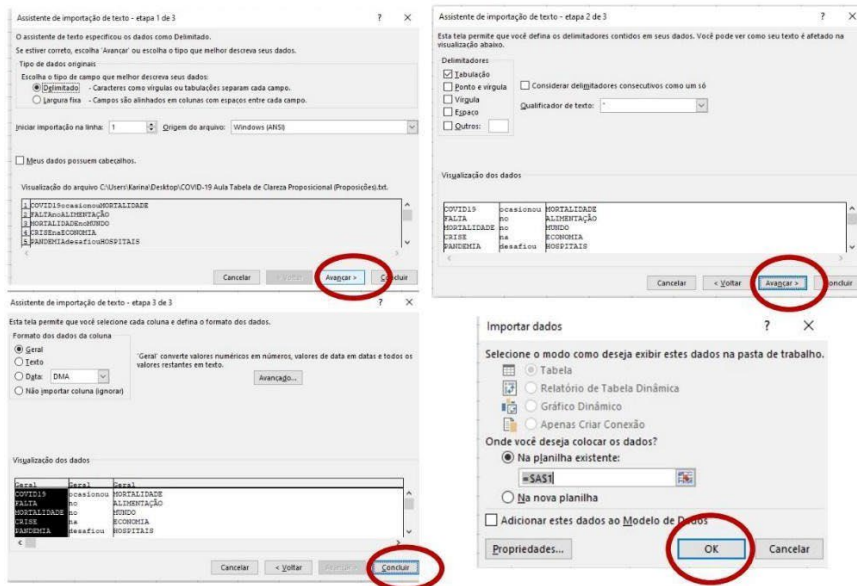 Assistente de importação de texto - etapa 1 de 3
? ×
O assistente de texto especificou os dados como Delimitado.
Se estiver correto, escolha 'Avançar' ou escolha o tipo que melhor descreva seus dados.
Tipo de dados originais
Escolha o tipo de campo que melhor descreva seus dados:
Delimitado - Caracteres como vírgulas ou tabulações separam cada campo.
Largura fixa - Campos são alinhados em colunas com espaços entre cada campo.
Iniciar importação na linha: 1 Origem do arquivo: Windows (ANSI)
Meus dados possuem cabeçalhos.
Visualização do arquivo C:\Users\Karina\Desktop\COVID-19 Aula Tabela de Clareza Proposicional (Proposicões).txt.
1 COVID19ocasionouMORTALIDADE
2 FALTAnoALIMENTAÇÃO
3 MORTALIDADEnoMUNDO
4 CRISEnaECONOMIA
5 PANDEMIAdesafiouHOSPITAIS
Cancelar < Voltar Avançar > Concluir
Assistente de importação de texto - etapa 2 de 3
? ×
Esta tela permite que você defina os delimitadores contidos em seus dados. Você pode ver como seu texto é afetado na
visualização abaixo.
Delimitadores
Tabulação
Ponto e vírgula
Vírgula
Espaço
Outros:
Considerar delimitadores consecutivos como um só
Qualificador de texto: "
Visualização dos dados
COVID19 ocasionou MORTALIDADE
FALTA no ALIMENTAÇÃO
MORTALIDADE no MUNDO
CRISE na ECONOMIA
PANDEMIA desafiou HOSPITAIS
Cancelar < Voltar Avançar > Concluir
Assistente de importação de texto - etapa 3 de 3
? ×
Esta tela permite que você selecione cada coluna e defina o formato dos dados.
Formato dos dados da coluna
Geral
Texto
Data: DMA
Não importar coluna (ignorar)
'Geral' converte valores numéricos em números, valores de data em datas e todos os
valores restantes em texto.
Avançado...
Visualização dos dados
Geral Geral Geral
COVID19 ocasionou MORTALIDADE
FALTA no ALIMENTAÇÃO
MORTALIDADE no MUNDO
CRISE na ECONOMIA
PANDEMIA desafiou HOSPITAIS
Cancelar < Voltar Avançar > Concluir
Importar dados
? ×
Selecione o modo como deseja exibir estes dados na pasta de trabalho.
Tabela
Relatório de Tabela Dinâmica
Gráfico Dinâmico
Apenas Criar Conexão
Onde você deseja colocar os dados?
Na planilha existente:
=$A$1
Na nova planilha
Adicionar estes dados ao Modelo de Dados
Propriedades... OK Cancelar